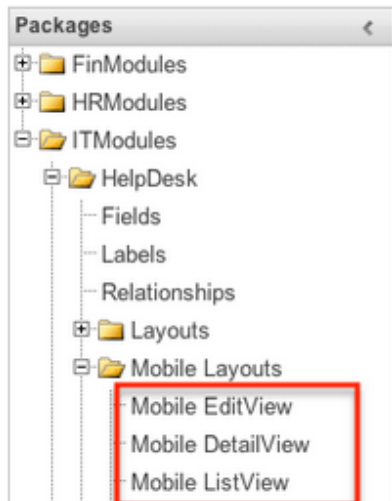 Packages
FinModules
HRModules
ITModules
HelpDesk
Fields
Labels
Relationships
Layouts
Mobile Layouts
Mobile EditView
Mobile DetailView
Mobile ListView